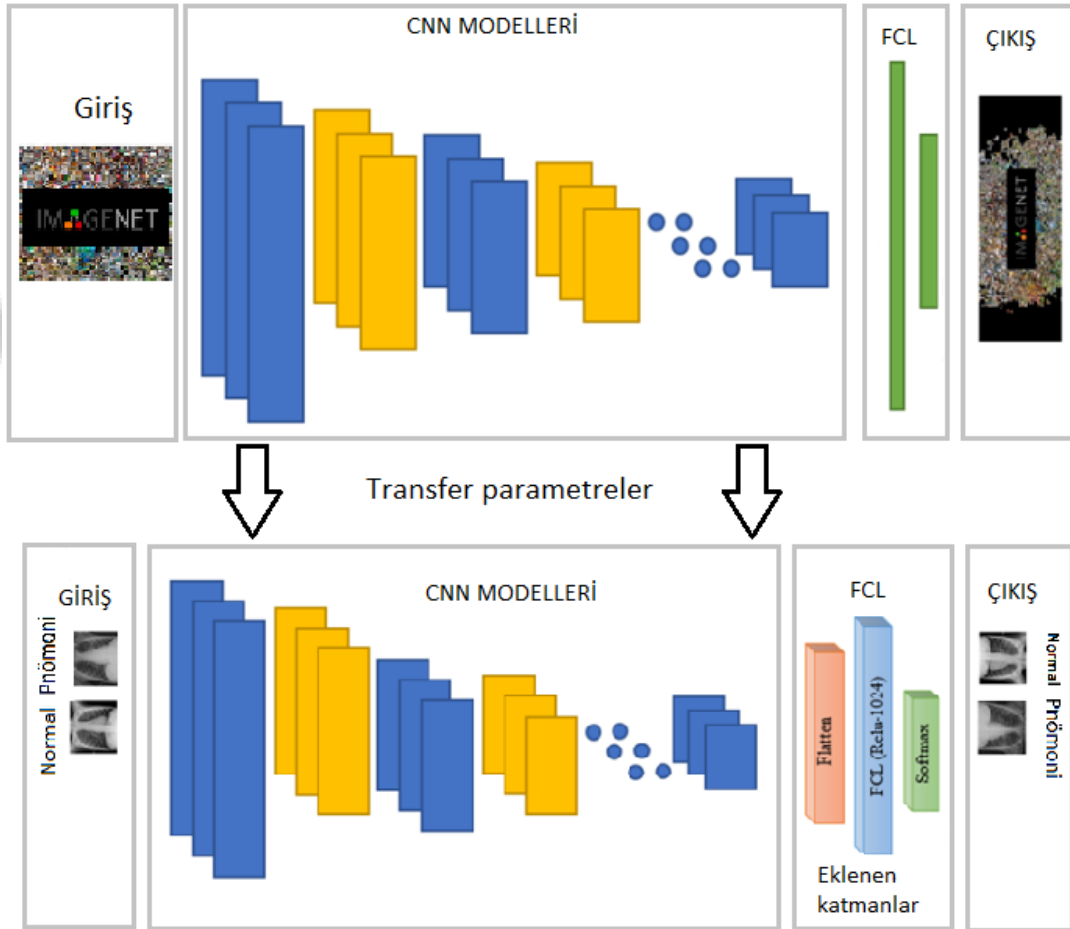 CNN MODELLERİ
FCL
ÇIKIŞ
Giriş
IMAGENET
IMAGENET
Transfer parametreler
GİRİŞ
Pnömoni
Normal
CNN MODELLERİ
FCL
Flatten
FCL (Relu-1024)
Softmax
Eklenen
katmanlar
ÇIKIŞ
Normal
Pnömoni